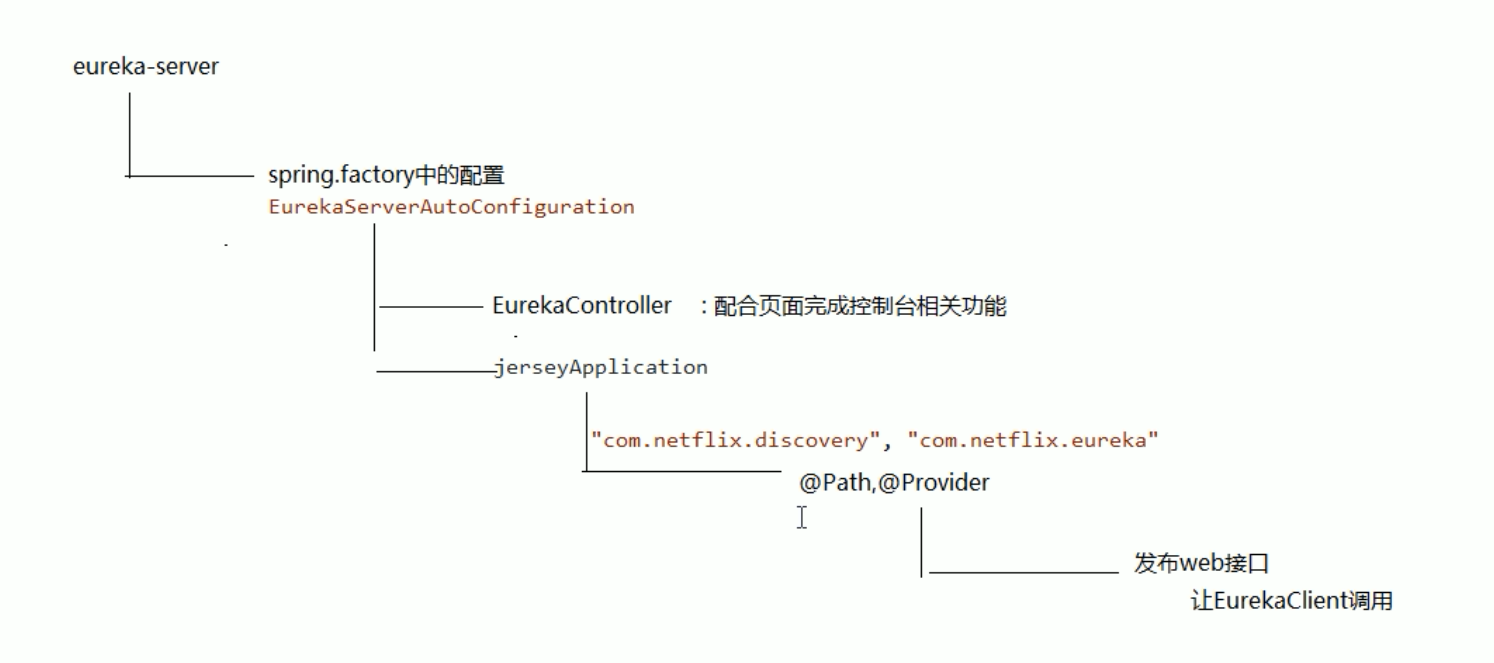 eureka-server
spring.factory中的配置
EurekaServerAutoConfiguration
EurekaController : 配合页面完成控制台相关功能
jerseyApplication
"com.netflix.discovery", "com.netflix.eureka"
@Path,@Provider
发布web接口
让EurekaClient调用